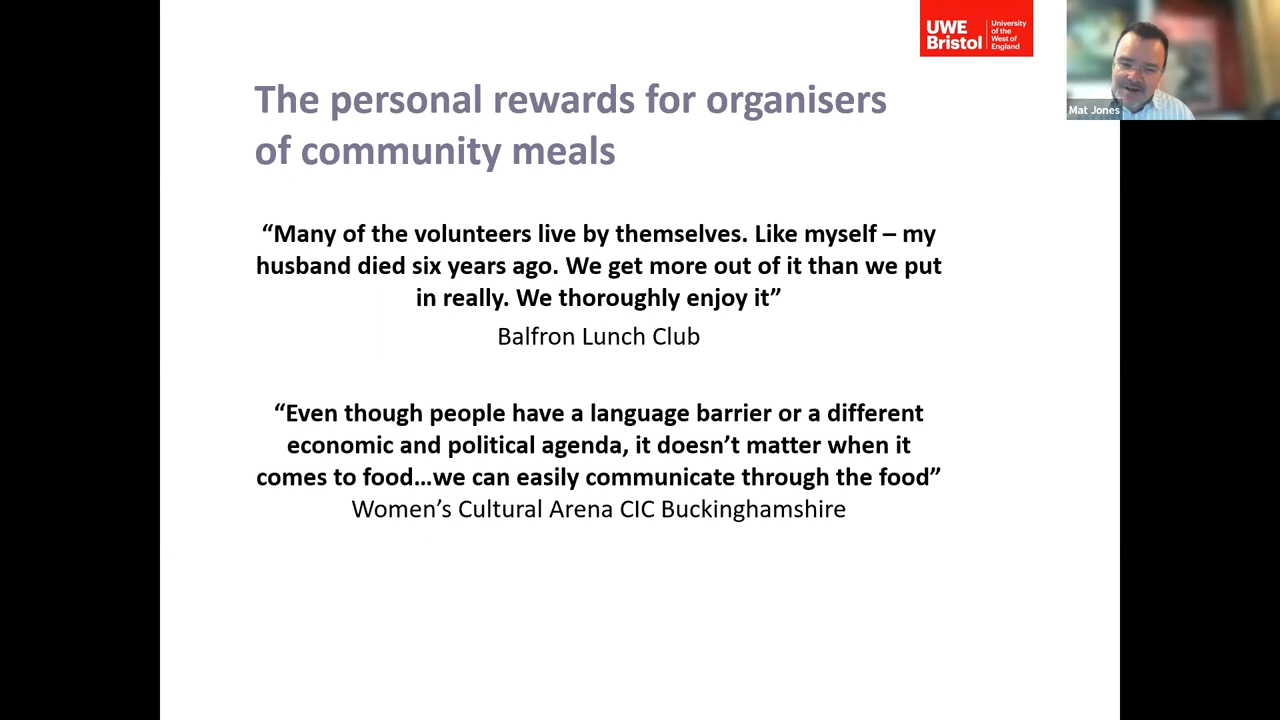 UWE
Bristol
University
of the
West of
England
Mat Jones
The personal rewards for organisers
of community meals
“Many of the volunteers live by themselves. Like myself – my
husband died six years ago. We get more out of it than we put
in really. We thoroughly enjoy it”
Balfron Lunch Club
“Even though people have a language barrier or a different
economic and political agenda, it doesn’t matter when it
comes to food…we can easily communicate through the food”
Women’s Cultural Arena CIC Buckinghamshire